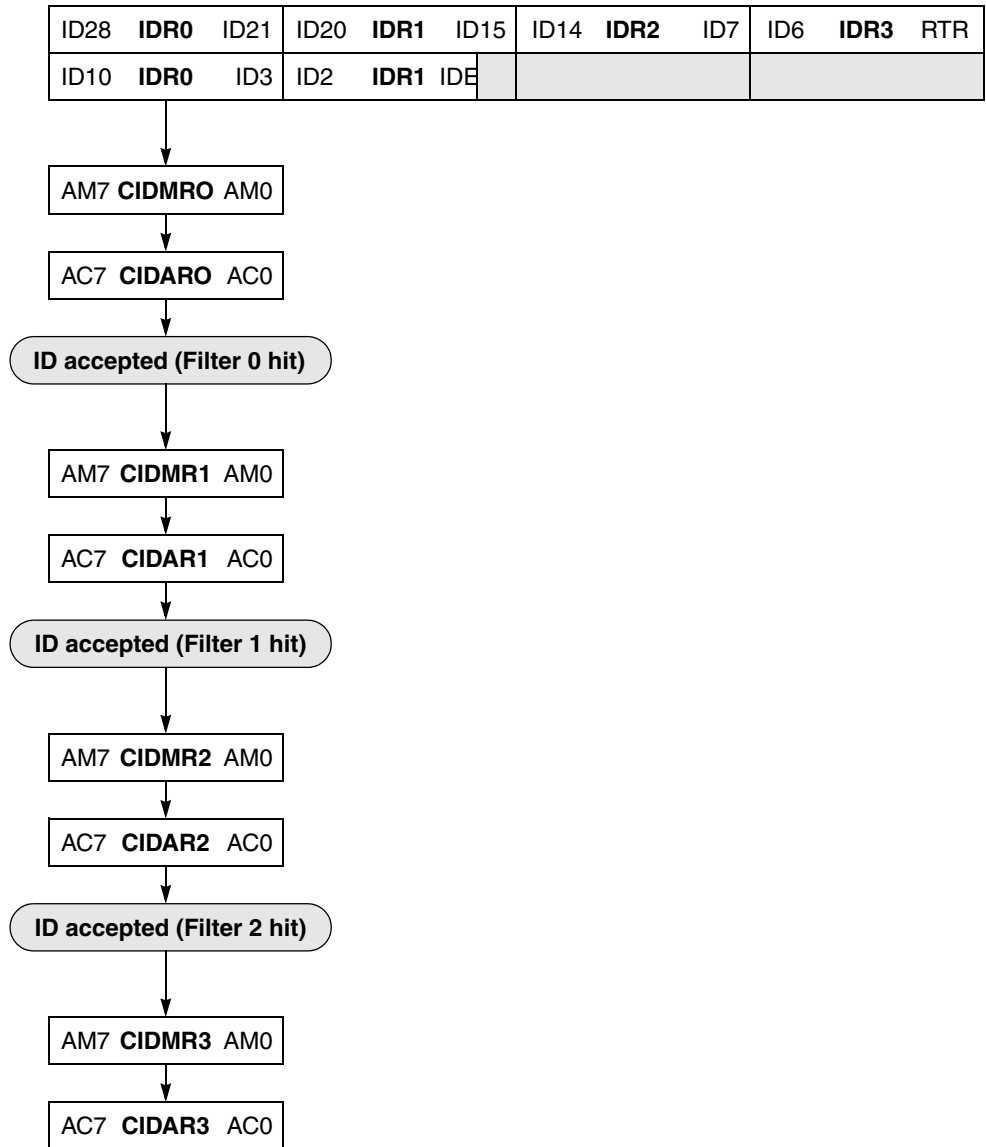 ID28 IDR0 ID21 ID20 IDR1 ID15 ID14 IDR2 ID7 ID6 IDR3 RTR
ID10 IDR0 ID3 ID2 IDR1 IDE
AM7 CIDMRO AM0
AC7 CIDARO AC0
ID accepted (Filter 0 hit)
AM7 CIDMR1 AM0
AC7 CIDAR1 AC0
ID accepted (Filter 1 hit)
AM7 CIDMR2 AM0
AC7 CIDAR2 AC0
ID accepted (Filter 2 hit)
AM7 CIDMR3 AM0
AC7 CIDAR3 AC0